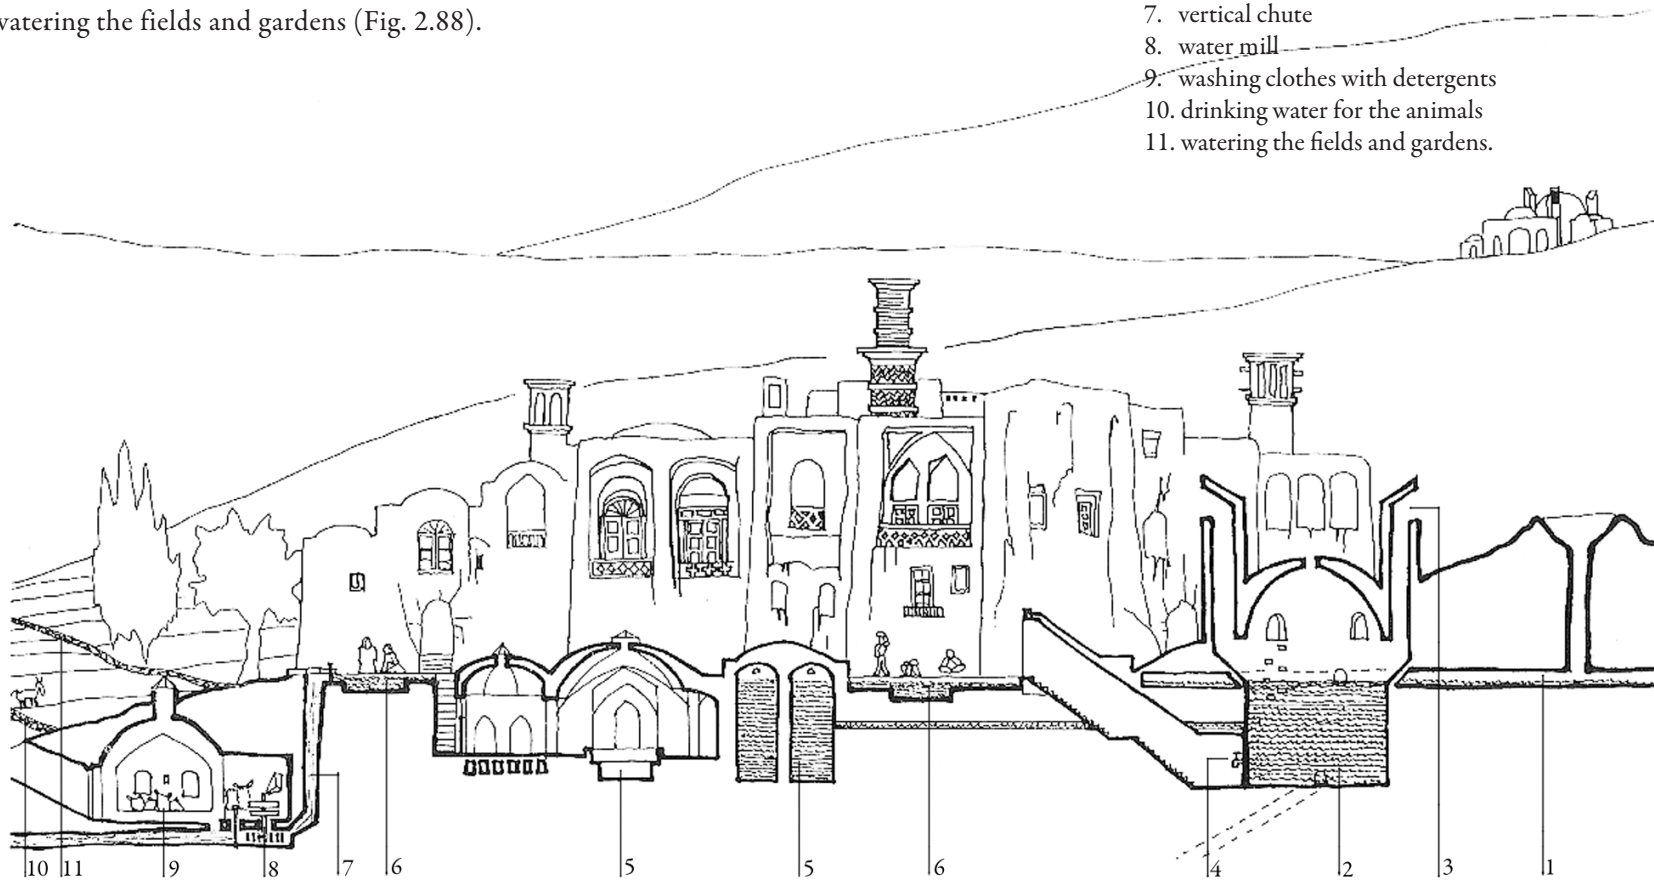 watering the fields and gardens (Fig. 2.88).
7. vertical chute
8. water mill
9. washing clothes with detergents
10. drinking water for the animals
11. watering the fields and gardens.
10 11 9 8 7 6 5 5 6 4 2 3 1